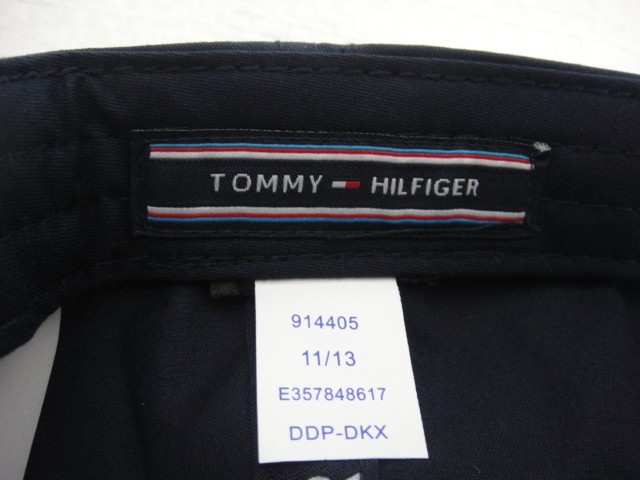 TOMMY HILFIGER
914405
11/13
E357848617
DDP-DKX